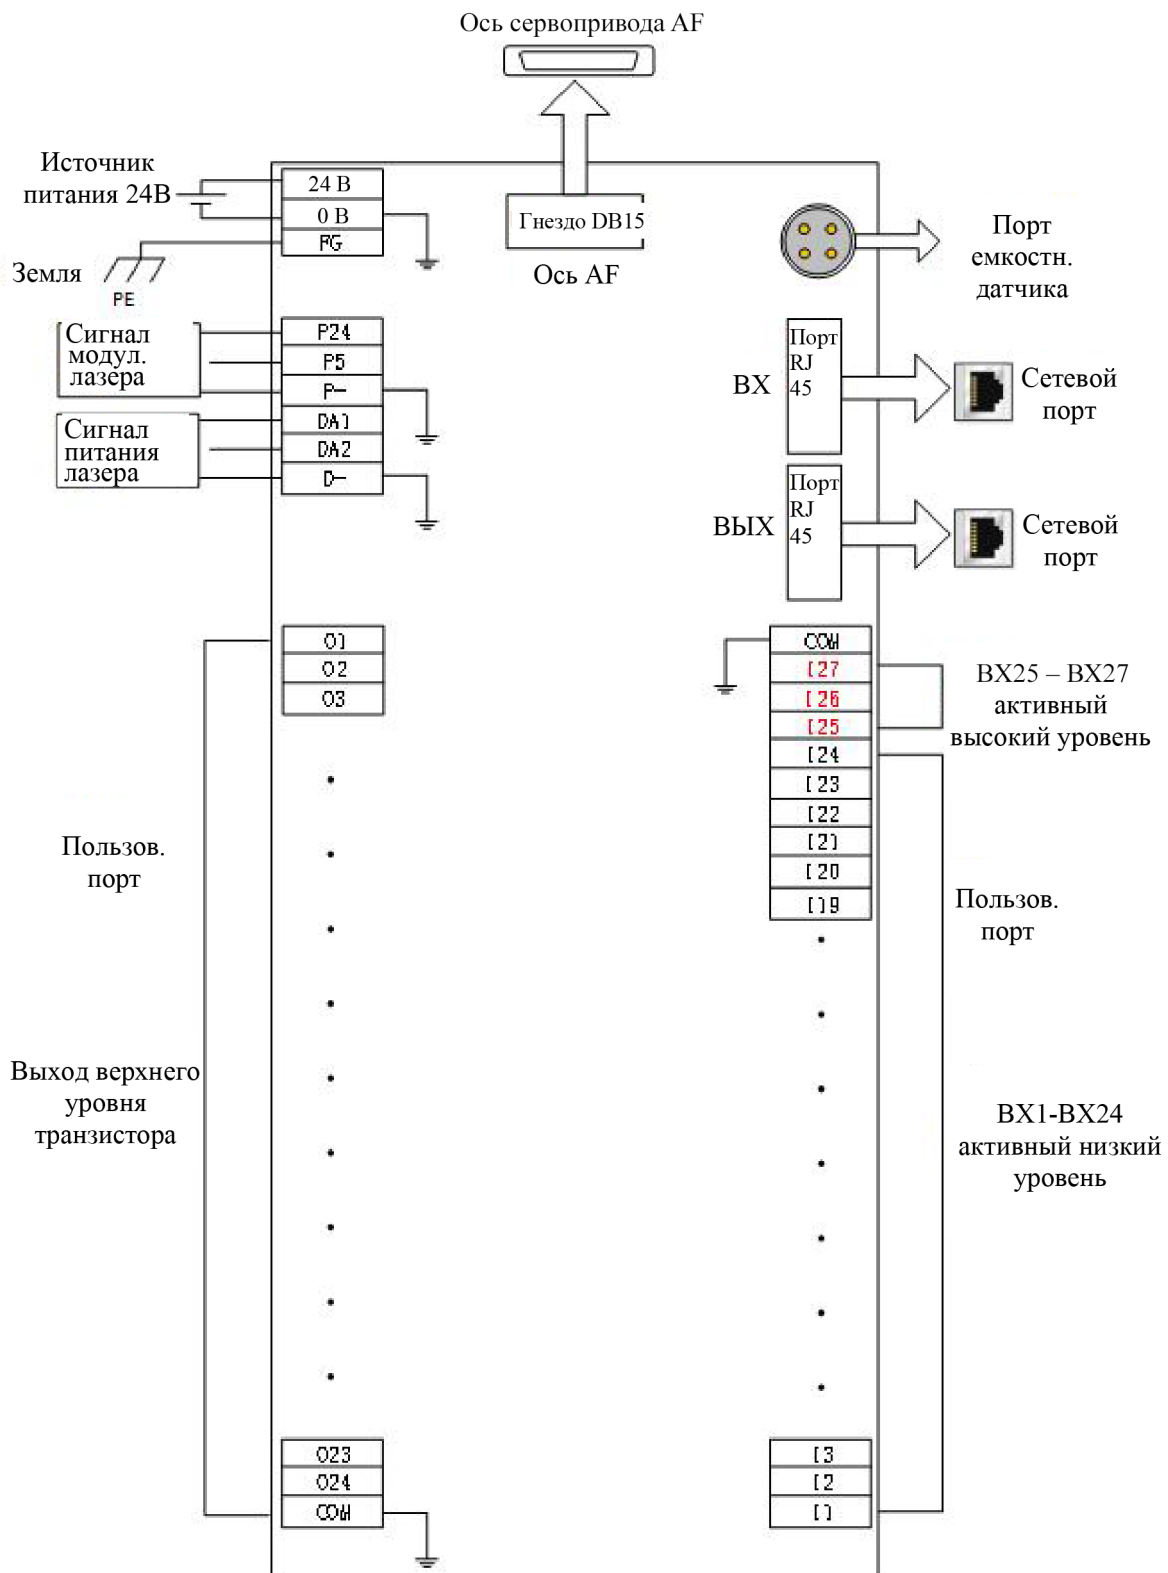 Ось сервопривода AF
Источник
питания 24В
24 В
0 В
PG
Земля
PE
Гнездо DB15
Ось AF
Порт
емкостн.
датчика
Сигнал
модул.
лазера
P24
P5
P-
Сигнал
питания
лазера
DA1
DA2
D-
ВХ
Порт
RJ
45
Сетевой
порт
ВЫХ
Порт
RJ
45
Сетевой
порт
O1
O2
O3
Пользов.
порт
Выход верхнего
уровня
транзистора
O23
O24
COM
COM
I27
I26
I25
I24
I23
I22
I21
I20
I19
ВХ25 – ВХ27
активный
высокий уровень
Пользов.
порт
ВХ1-ВХ24
активный низкий
уровень
I3
I2
I1